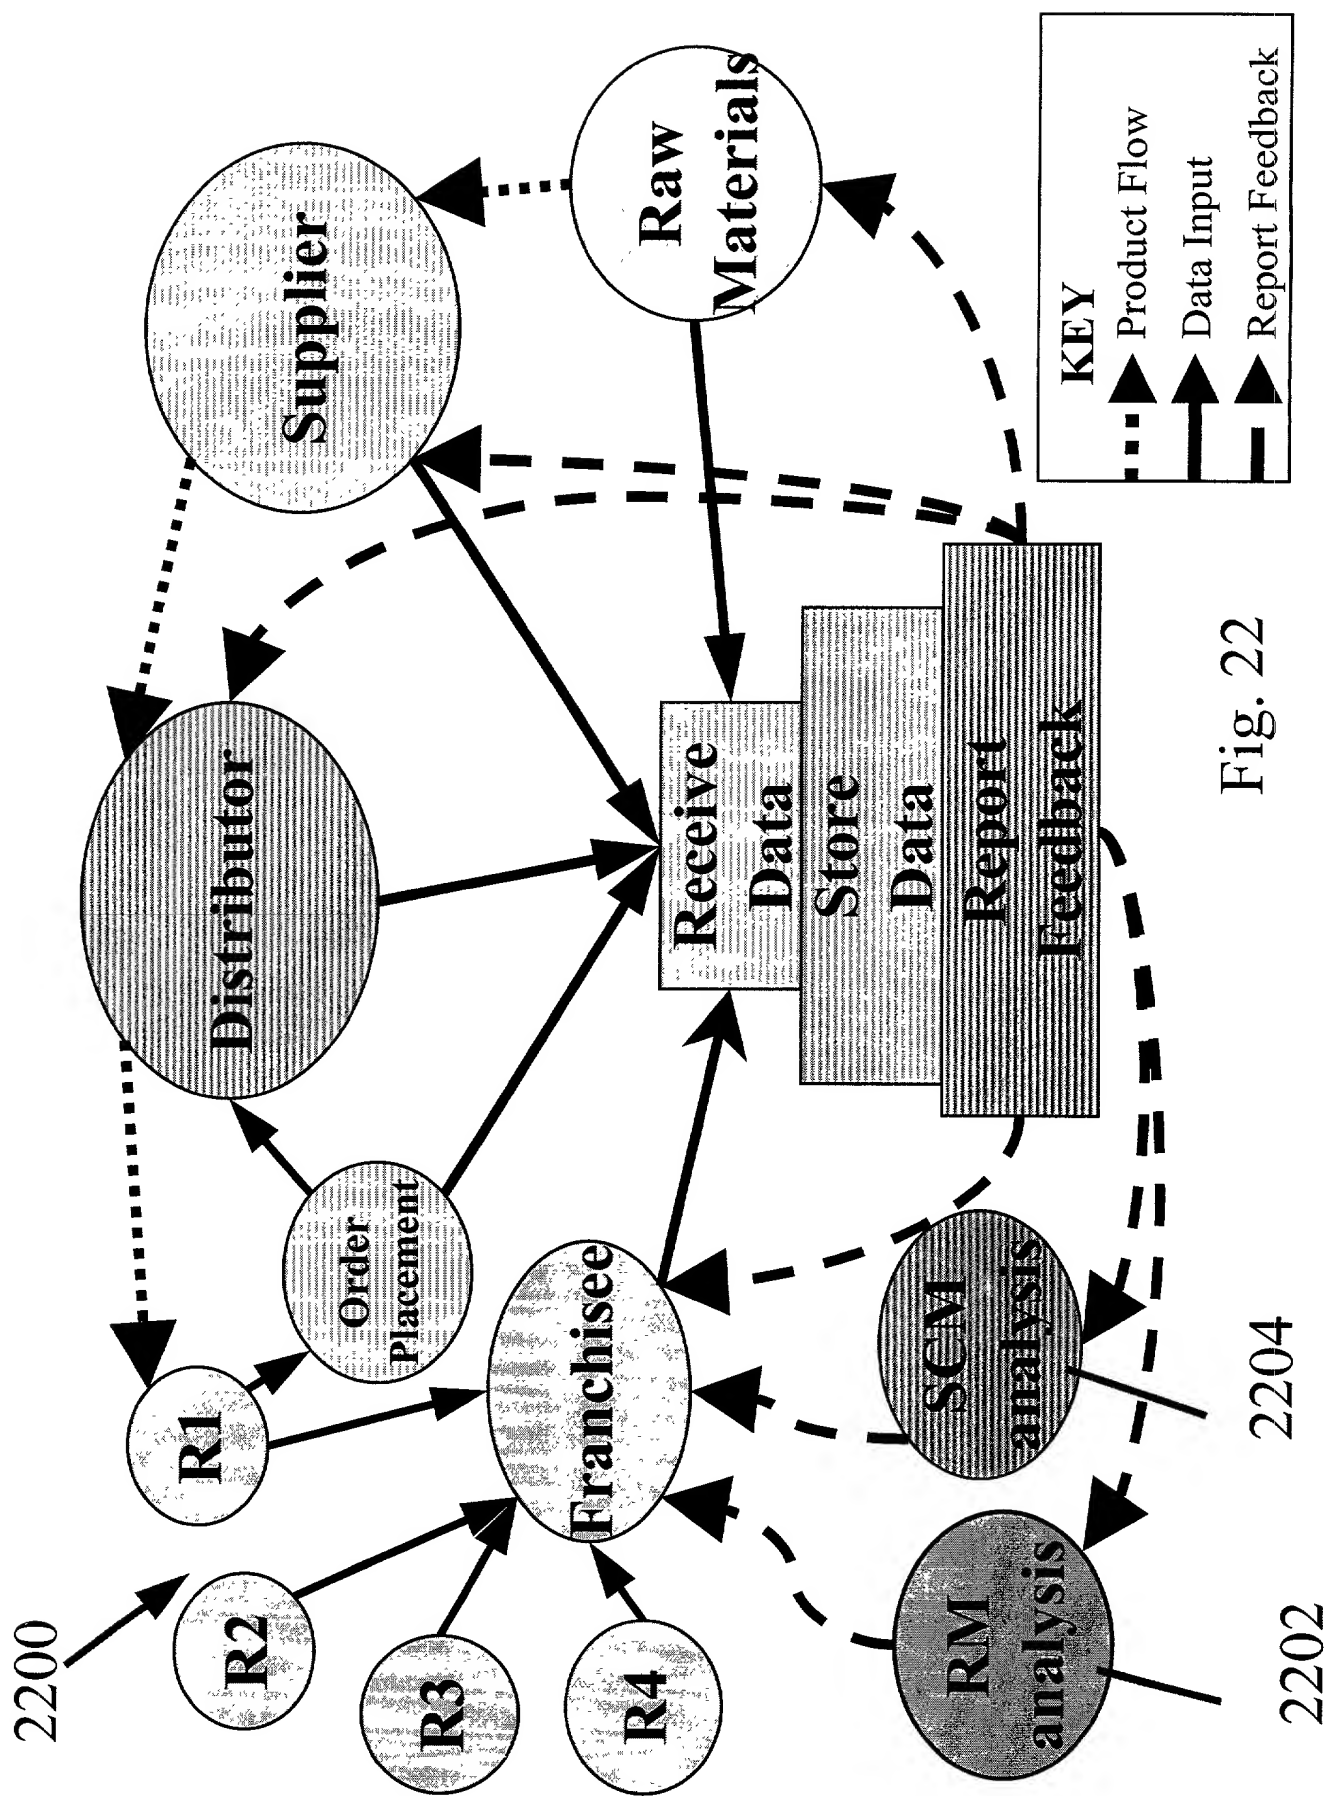 2200
R1
R2
R3
R4
Order
Placement
Distributor
Supplier
Franchisee
Raw
Materials
Receive
Data
Store
Data
Report
Feedback
SCM
analysis
RM
analysis
2204
2202
KEY
Product Flow
Data Input
Report Feedback
Fig. 22